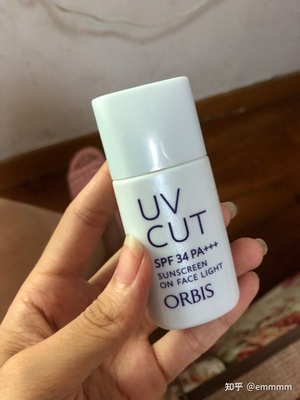 UV
CUT
SPF 34 PA+++
SUNSCREEN
ON FACE LIGHT
ORBIS
知乎 @emmmm